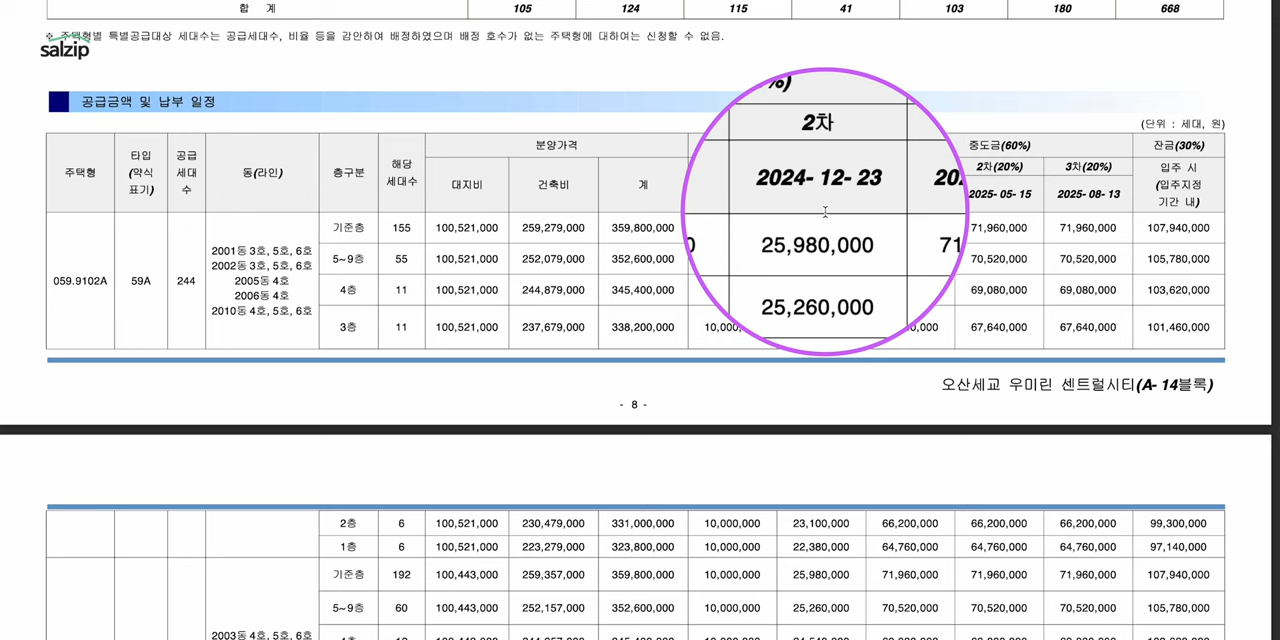 합 계 105 124 115 41 103 180 668
※ 주택형별 특별공급대상 세대수는 공급세대수, 비율 등을 감안하여 배정하였으며 배정 호수가 없는 주택형에 대하여는 신청할 수 없음.
salzip
공급금액 및 납부 일정
(단위 : 세대, 원)
주택형
타입
(약식
표기)
공급
세대
수
동(라인)
층구분
해당
세대수
분양가격
대지비 건축비 계
%)
2차
2024- 12- 23
202
중도금(60%)
2차(20%) 3차(20%)
2025- 05- 15 2025- 08- 13
잔금(30%)
입주 시
(입주지정
기간 내)
059.9102A 59A 244
2001동 3호, 5호, 6호
2002동 3호, 5호, 6호
2005동 4호
2006동 4호
2010동 4호, 5호, 6호
기준층 155 100,521,000 259,279,000 359,800,000 0 25,980,000 71 71,960,000 71,960,000 107,940,000
5~9층 55 100,521,000 252,079,000 352,600,000 70,520,000 70,520,000 105,780,000
4층 11 100,521,000 244,879,000 345,400,000 25,260,000 69,080,000 69,080,000 103,620,000
3층 11 100,521,000 237,679,000 338,200,000 10,000, 0,000 67,640,000 67,640,000 101,460,000
오산세교 우미린 센트럴시티(A- 14블록)
- 8 -
2층 6 100,521,000 230,479,000 331,000,000 10,000,000 23,100,000 66,200,000 66,200,000 66,200,000 99,300,000
1층 6 100,521,000 223,279,000 323,800,000 10,000,000 22,380,000 64,760,000 64,760,000 64,760,000 97,140,000
기준층 192 100,443,000 259,357,000 359,800,000 10,000,000 25,980,000 71,960,000 71,960,000 71,960,000 107,940,000
5~9층 60 100,443,000 252,157,000 352,600,000 10,000,000 25,260,000 70,520,000 70,520,000 70,520,000 105,780,000
2003동 4호, 5호, 6호